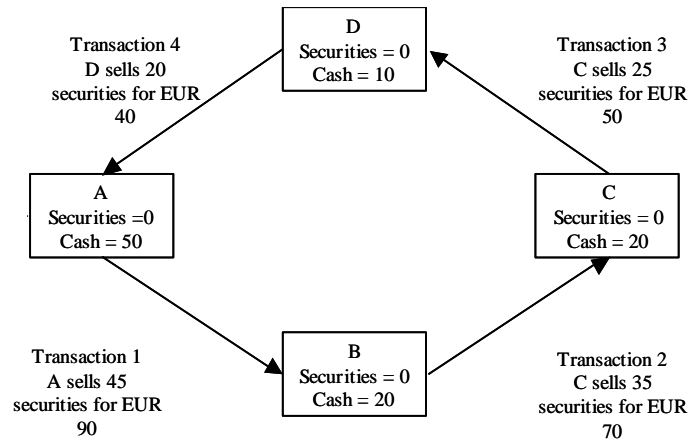 D
Securities = 0
Cash = 10
Transaction 4
D sells 20
securities for EUR
40
Transaction 3
C sells 25
securities for EUR
50
A
Securities =0
Cash = 50
C
Securities = 0
Cash = 20
B
Securities = 0
Cash = 20
Transaction 1
A sells 45
securities for EUR
90
Transaction 2
C sells 35
securities for EUR
70